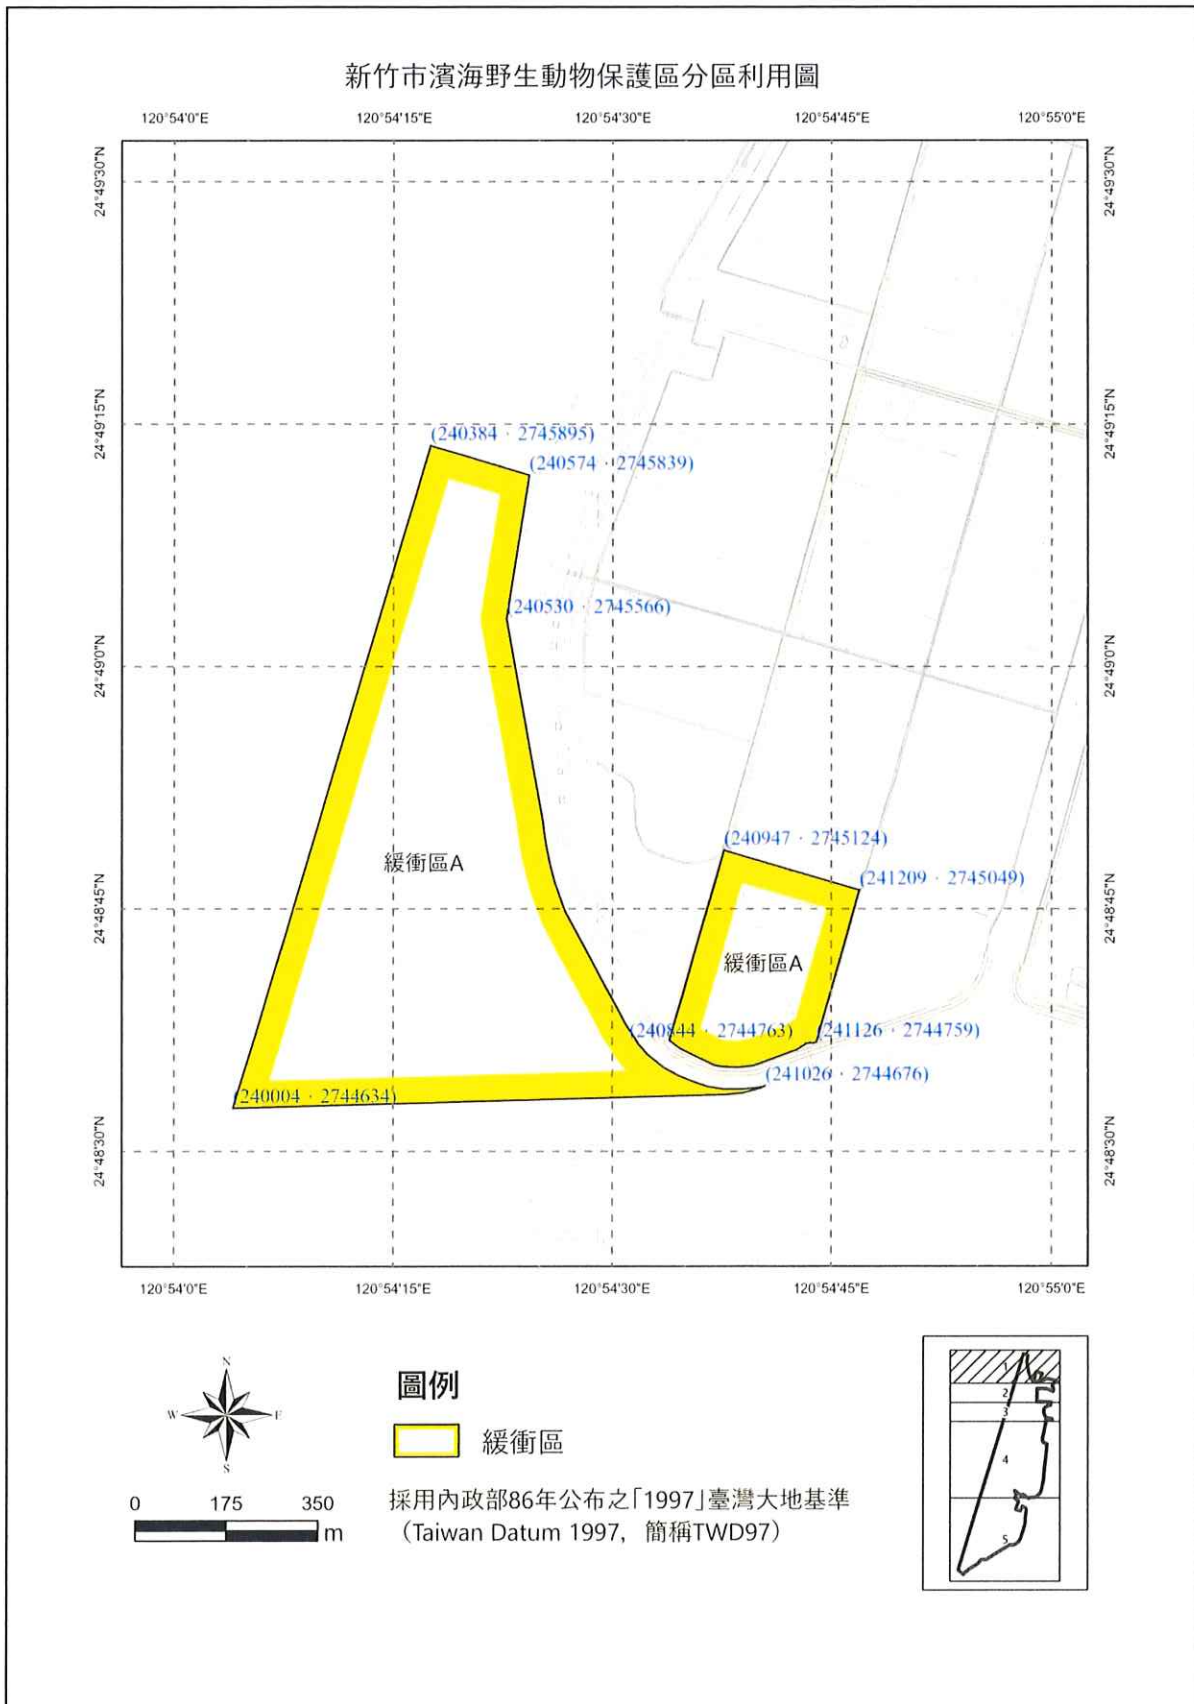 新竹市濱海野生動物保護區分區利用圖
120°54'0"E 120°54'15"E 120°54'30"E 120°54'45"E 120°55'0"E
24°49'30"N 24°49'30"N
24°49'15"N 24°49'15"N
(240384，2745895)
(240574，2745839)
(240530，2745566)
24°49'0"N 24°49'0"N
(240947，2745124)
緩衝區A
(241209，2745049)
24°48'45"N 24°48'45"N
緩衝區A
(240844，2744763) (241126，2744759)
(241026，2744676)
(240004，2744634)
24°48'30"N 24°48'30"N
120°54'0"E 120°54'15"E 120°54'30"E 120°54'45"E 120°55'0"E
N
W E
S
圖例
緩衝區
0 175 350
m
採用內政部86年公布之「1997」臺灣大地基準
（Taiwan Datum 1997，簡稱TWD97）
1
2
3
4
5